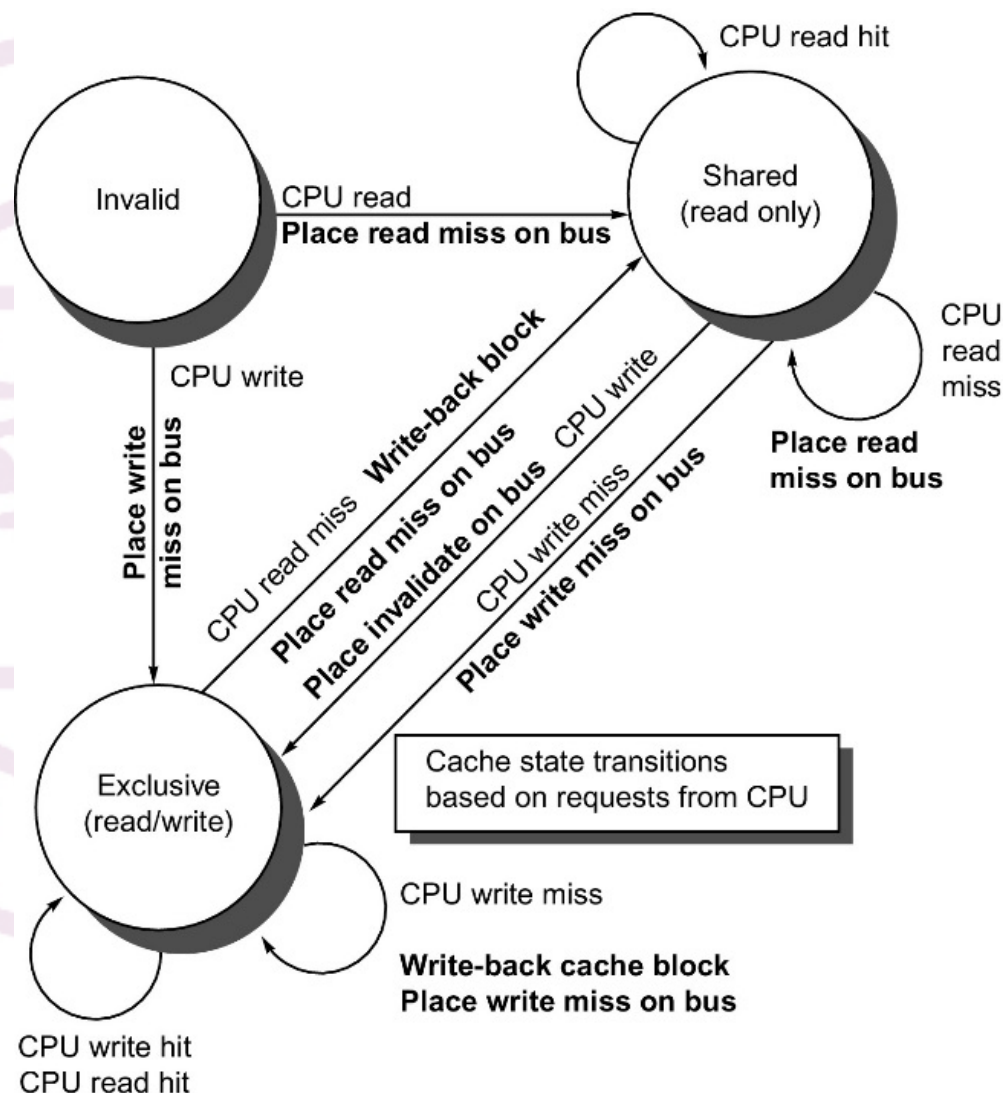 CPU read hit
Invalid
Shared
(read only)
CPU read
Place read miss on bus
CPU
read
miss
Place read
miss on bus
CPU write
Place write
miss on bus
CPU read miss
Write-back block
Place read miss on bus
Place invalidate on bus
CPU write
CPU write miss
Place write miss on bus
Cache state transitions
based on requests from CPU
Exclusive
(read/write)
CPU write miss
Write-back cache block
Place write miss on bus
CPU write hit
CPU read hit